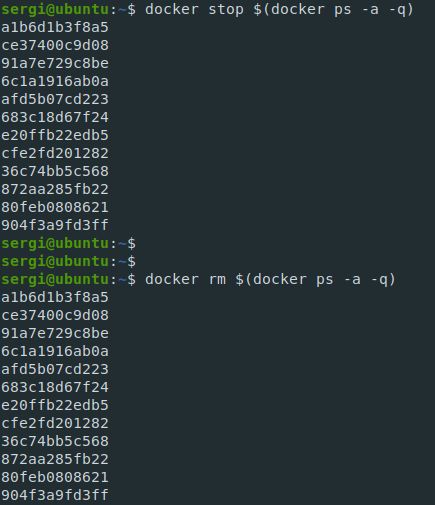 sergi@ubuntu:~$ docker stop $(docker ps -a -q)
a1b6d1b3f8a5
ce37400c9d08
91a7e729c8be
6c1a1916ab0a
afd5b07cd223
683c18d67f24
e20ffb22edb5
cfe2fd201282
36c74bb5c568
872aa285fb22
80feb0808621
904f3a9fd3ff
sergi@ubuntu:~$
sergi@ubuntu:~$
sergi@ubuntu:~$ docker rm $(docker ps -a -q)
a1b6d1b3f8a5
ce37400c9d08
91a7e729c8be
6c1a1916ab0a
afd5b07cd223
683c18d67f24
e20ffb22edb5
cfe2fd201282
36c74bb5c568
872aa285fb22
80feb0808621
904f3a9fd3ff